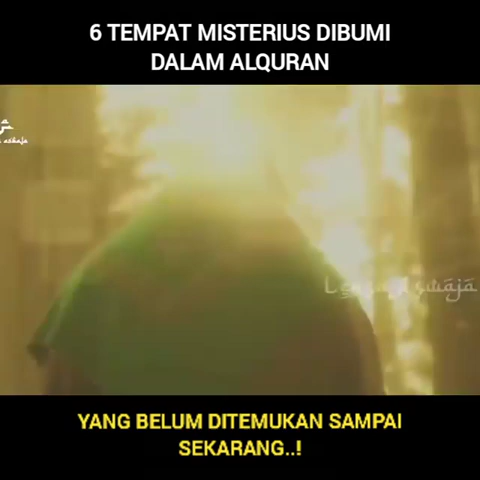 6 TEMPAT MISTERIUS DIBUMI
DALAM ALQURAN
YANG BELUM DITEMUKAN SAMPAI
SEKARANG..!